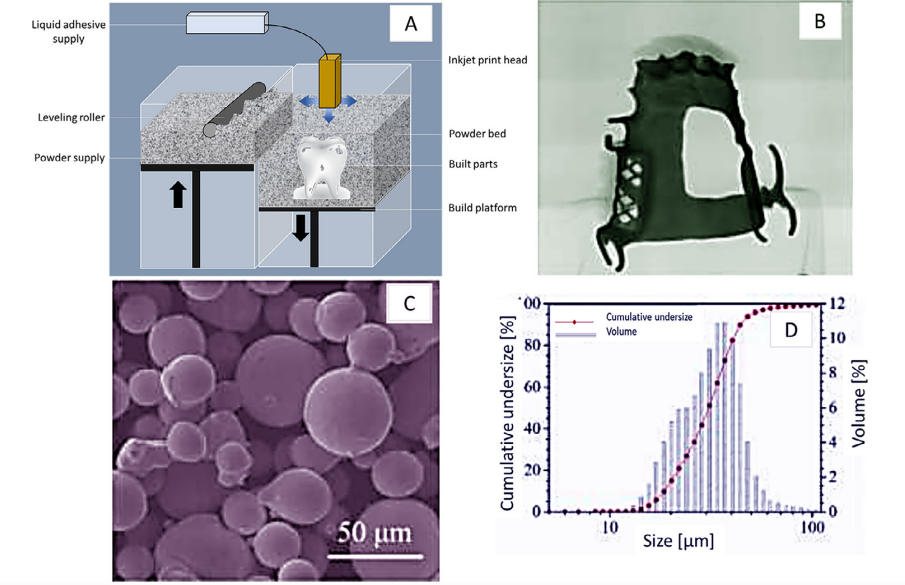 Liquid adhesive
supply
A
Inkjet print head
Leveling roller
Powder bed
Powder supply
Built parts
Build platform
B
C
50 μm
D
Cumulative undersize
Volume
Cumulative undersize [%]
00
80
60
40
20
0
12
10
8
6
4
2
0
Volume [%]
10
100
Size [μm]